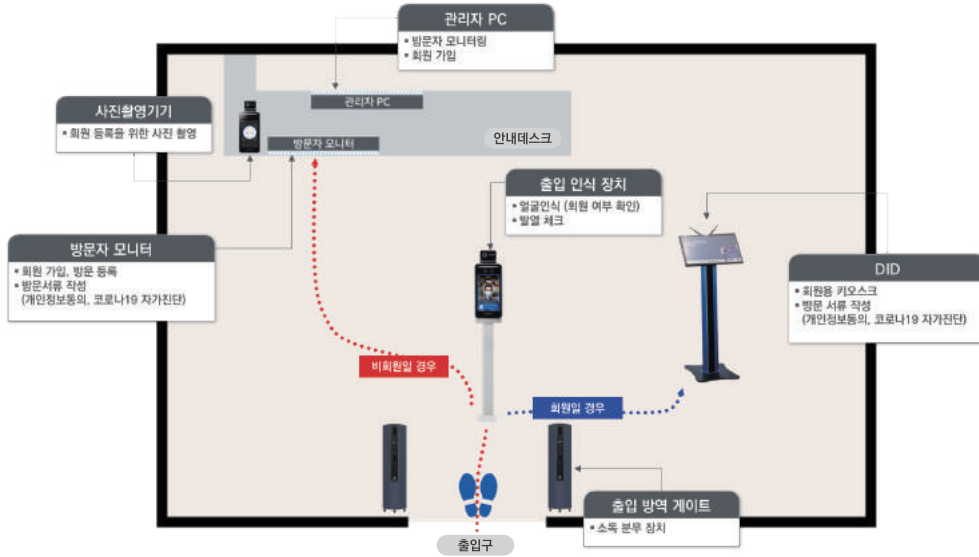 관리자 PC
▪ 방문자 모니터링
▪ 회원 가입
사진촬영기기
▪ 회원 등록을 위한 사진 촬영
관리자 PC
방문자 모니터
안내데스크
출입 인식 장치
▪ 얼굴인식 (회원 여부 확인)
▪ 발열 체크
방문자 모니터
▪ 회원 가입, 방문 등록
▪ 방문서류 작성
(개인정보동의, 코로나19 자가진단)
DID
▪ 회원용 키오스크
▪ 방문 서류 작성
(개인정보동의, 코로나19 자가진단)
비회원일 경우
회원일 경우
출입 방역 게이트
▪ 소독 분무 장치
출입구